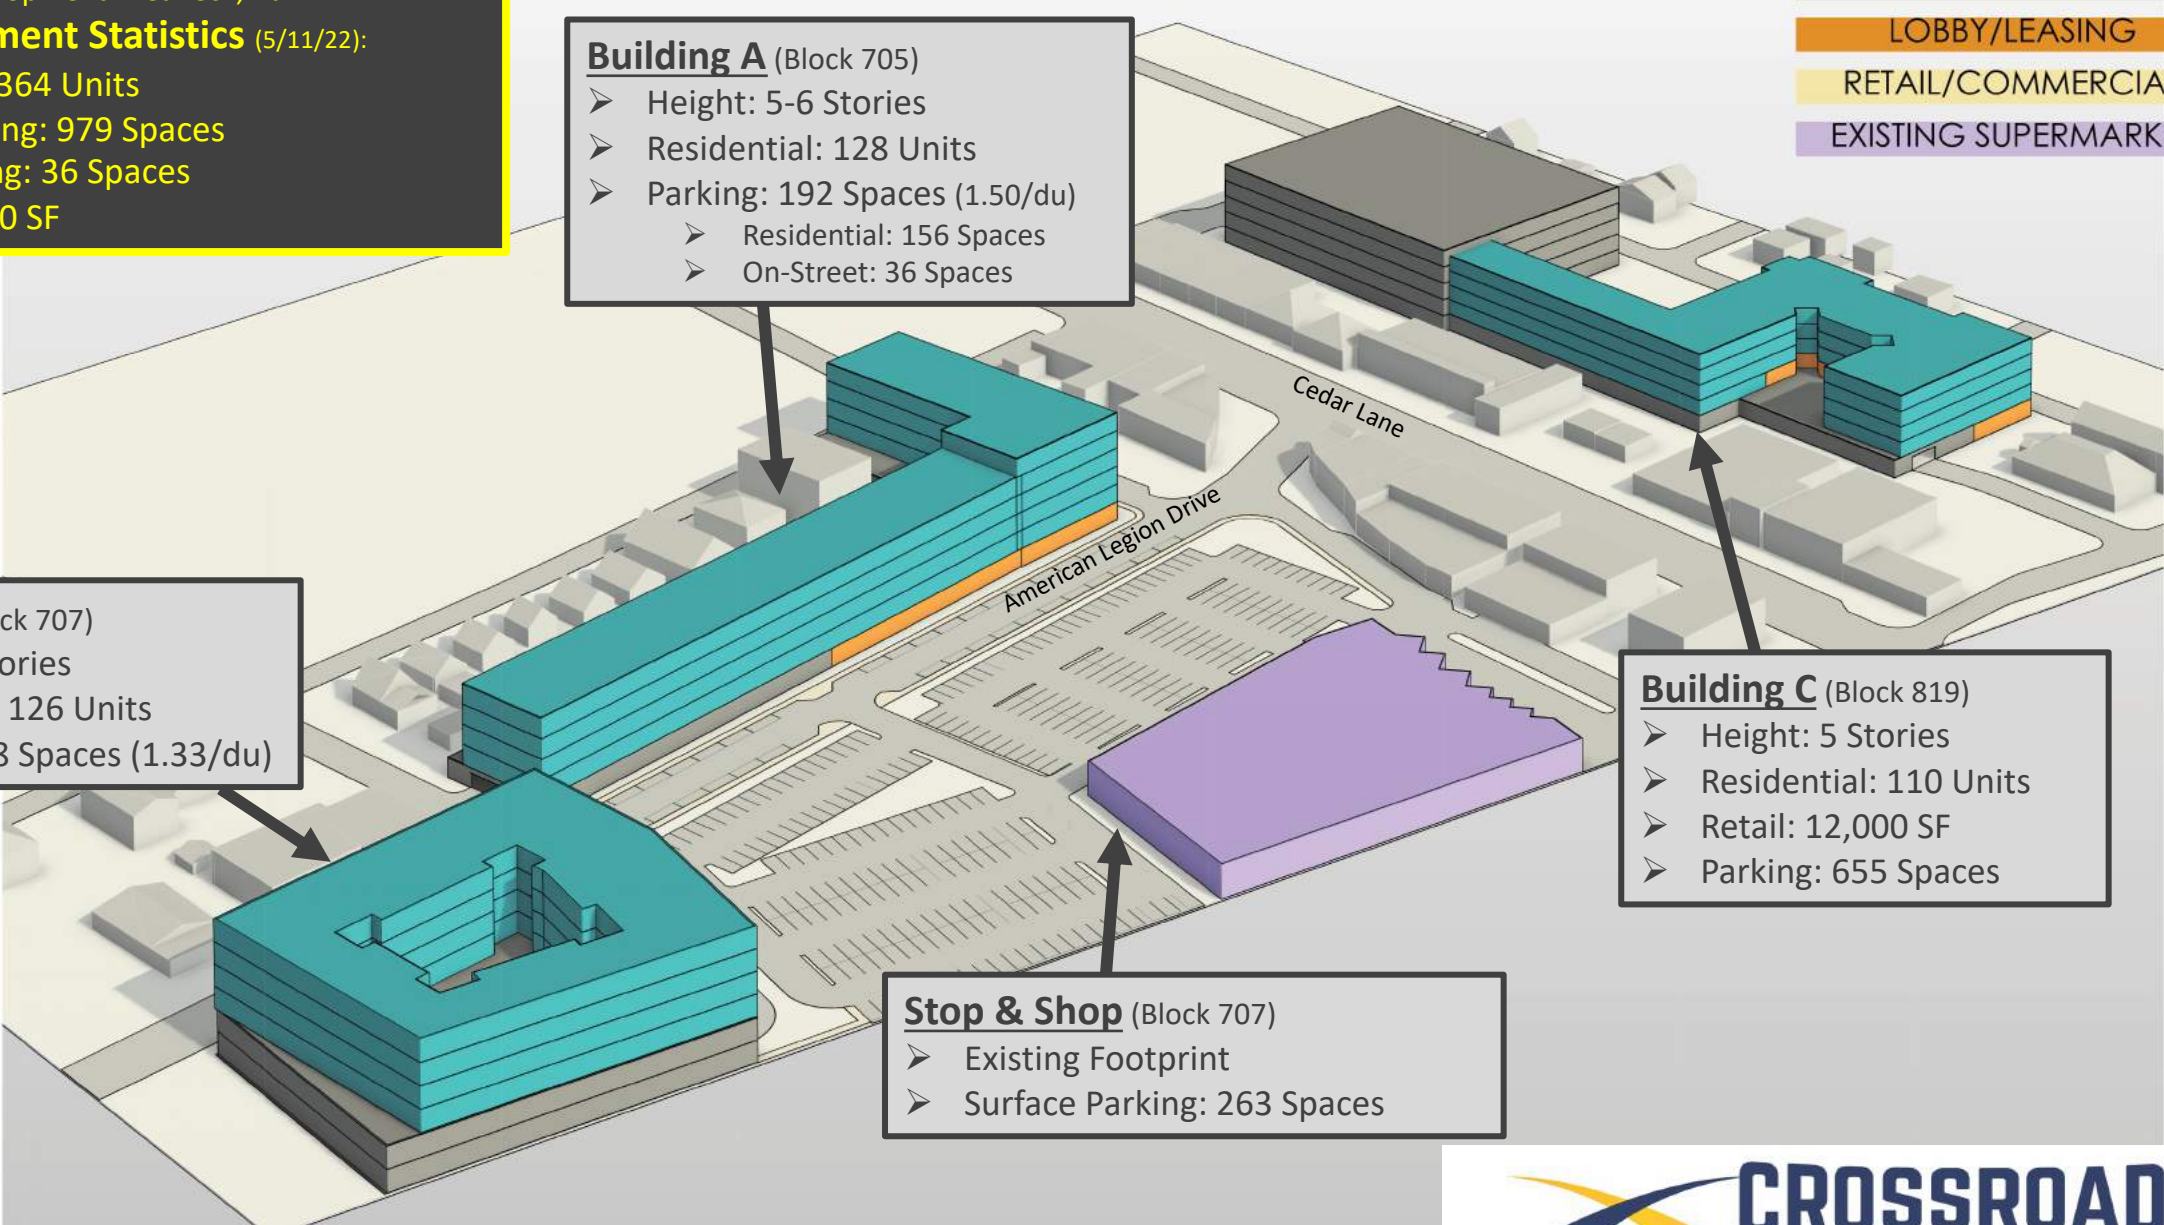 ment Statistics (5/11/22):
364 Units
ng: 979 Spaces
g: 36 Spaces
0 SF
Building A (Block 705)
➢ Height: 5-6 Stories
➢ Residential: 128 Units
➢ Parking: 192 Spaces (1.50/du)
➢ Residential: 156 Spaces
➢ On-Street: 36 Spaces
LOBBY/LEASING
RETAIL/COMMERCIA
EXISTING SUPERMARK
Cedar Lane
American Legion Drive
ck 707)
ories
126 Units
3 Spaces (1.33/du)
Building C (Block 819)
➢ Height: 5 Stories
➢ Residential: 110 Units
➢ Retail: 12,000 SF
➢ Parking: 655 Spaces
Stop & Shop (Block 707)
➢ Existing Footprint
➢ Surface Parking: 263 Spaces
CROSSROAD